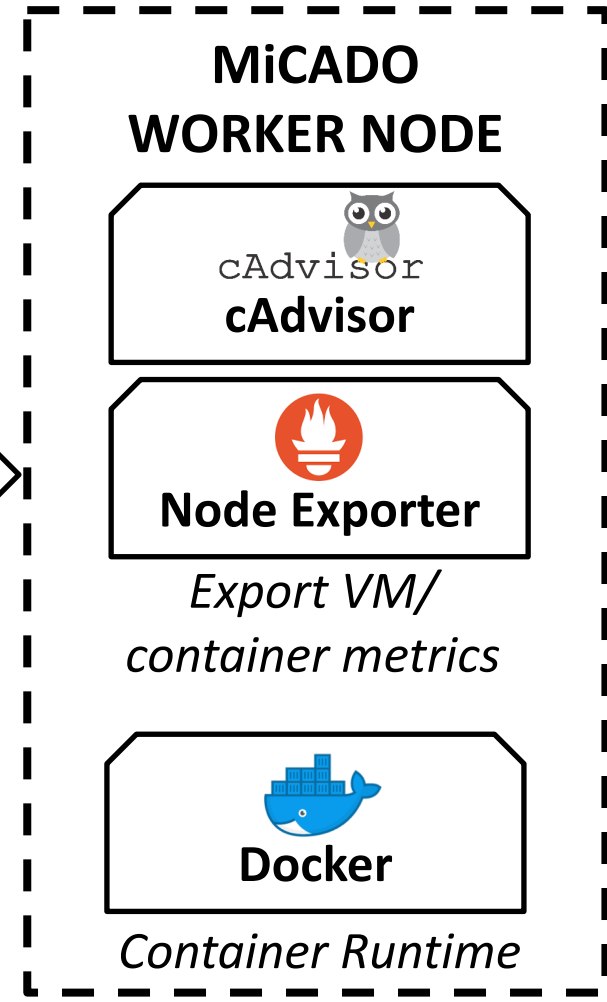 MiCADO
WORKER NODE
cAdvisor
cAdvisor
Node Exporter
Export VM/
container metrics
Docker
Container Runtime